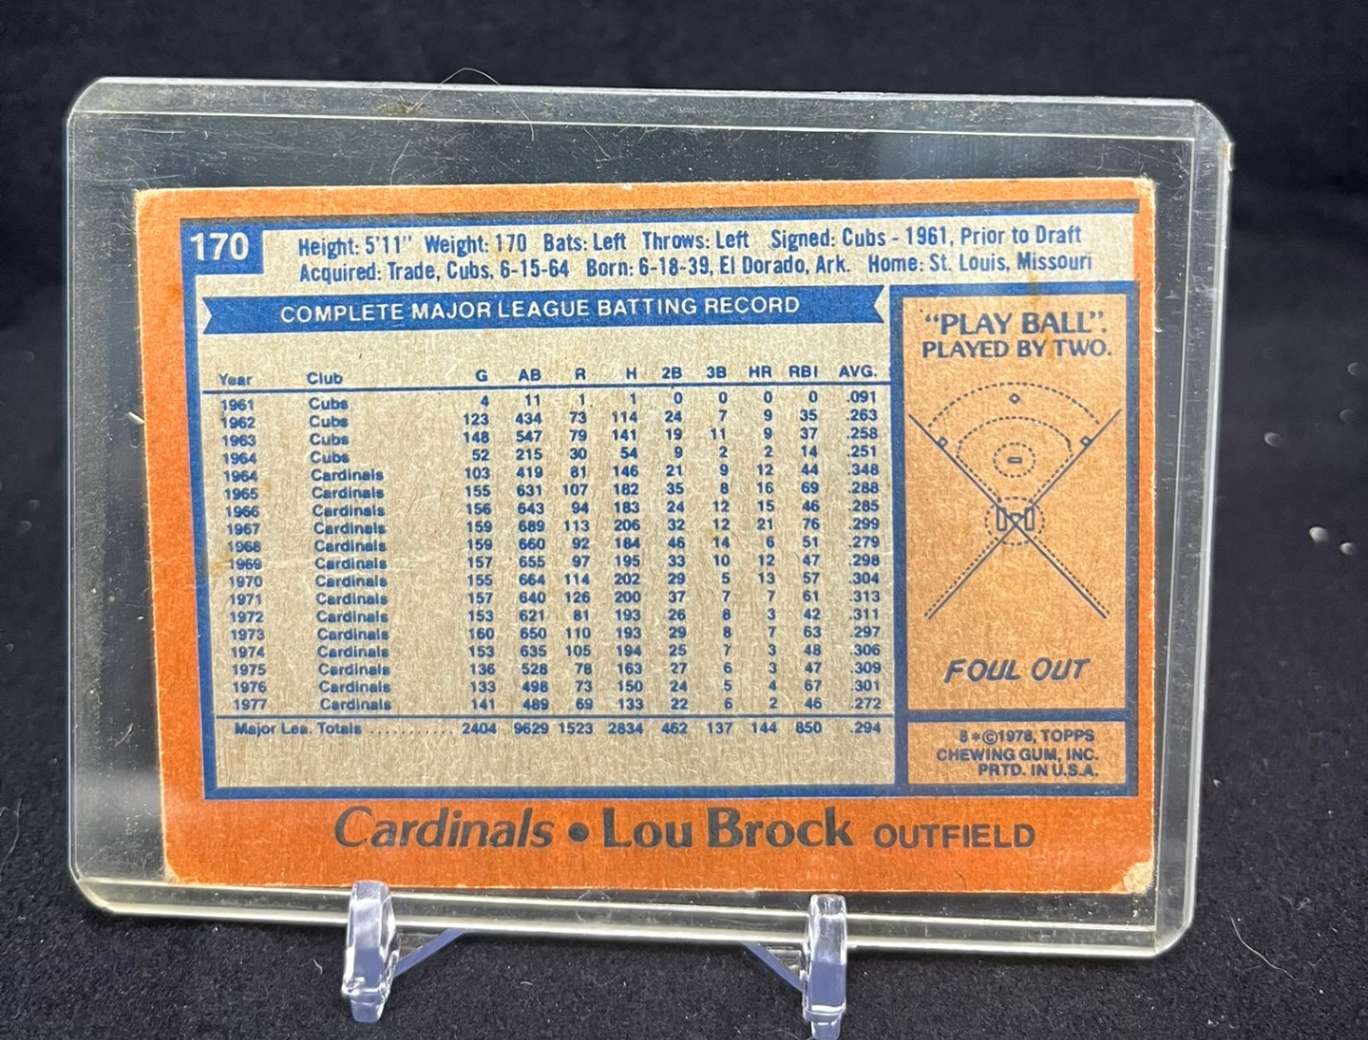 170
Height: 5'11" Weight: 170 Bats: Left Throws: Left Signed: Cubs - 1961, Prior to Draft
Acquired: Trade, Cubs, 6-15-64 Born: 6-18-39, El Dorado, Ark. Home: St. Louis, Missouri
COMPLETE MAJOR LEAGUE BATTING RECORD
Year Club G AB R H 2B 3B HR RBI AVG.
1961 Cubs 4 11 1 1 0 0 0 0 .091
1962 Cubs 123 434 73 114 24 7 9 35 .263
1963 Cubs 148 547 79 141 19 11 9 37 .258
1964 Cubs 52 215 30 54 9 2 2 14 .251
1964 Cardinals 103 419 81 146 21 9 12 44 .348
1965 Cardinals 155 631 107 182 35 8 16 69 .288
1966 Cardinals 156 643 94 183 24 12 15 46 .285
1967 Cardinals 159 689 113 206 32 12 21 76 .299
1968 Cardinals 159 660 92 184 46 14 6 51 .279
1969 Cardinals 157 655 97 195 33 10 12 47 .298
1970 Cardinals 155 664 114 202 29 5 13 57 .304
1971 Cardinals 157 640 126 200 37 7 7 61 .313
1972 Cardinals 153 621 81 193 26 8 3 42 .311
1973 Cardinals 160 650 110 193 29 8 7 63 .297
1974 Cardinals 153 635 105 194 25 7 3 48 .306
1975 Cardinals 136 528 78 163 27 6 3 47 .309
1976 Cardinals 133 498 73 150 24 5 4 67 .301
1977 Cardinals 141 489 69 133 22 6 2 46 .272
Major Lea. Totals ........... 2404 9629 1523 2834 462 137 144 850 .294
"PLAY BALL".
PLAYED BY TWO.
FOUL OUT
8*©1978, TOPPS
CHEWING GUM, INC.
PRTD. IN U.S.A.
Cardinals • Lou Brock OUTFIELD